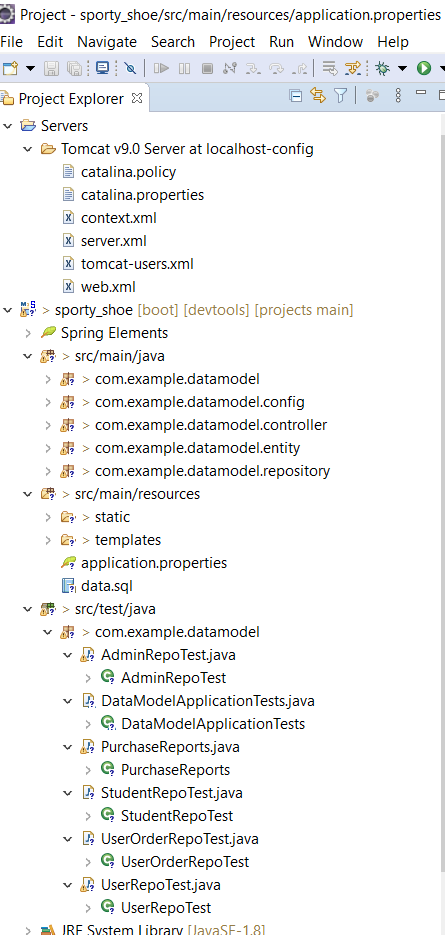 Project - sporty_shoe/src/main/resources/application.properties
File Edit Navigate Search Project Run Window Help
Project Explorer
Servers
Tomcat v9.0 Server at localhost-config
catalina.policy
catalina.properties
context.xml
server.xml
tomcat-users.xml
web.xml
> sporty_shoe [boot] [devtools] [projects main]
Spring Elements
> src/main/java
> com.example.datamodel
> com.example.datamodel.config
> com.example.datamodel.controller
> com.example.datamodel.entity
> com.example.datamodel.repository
> src/main/resources
> static
> templates
application.properties
data.sql
> src/test/java
> com.example.datamodel
AdminRepoTest.java
AdminRepoTest
DataModelApplicationTests.java
DataModelApplicationTests
PurchaseReports.java
PurchaseReports
StudentRepoTest.java
StudentRepoTest
UserOrderRepoTest.java
UserOrderRepoTest
UserRepoTest.java
UserRepoTest
JRE System Library [JavaSE-1.8]